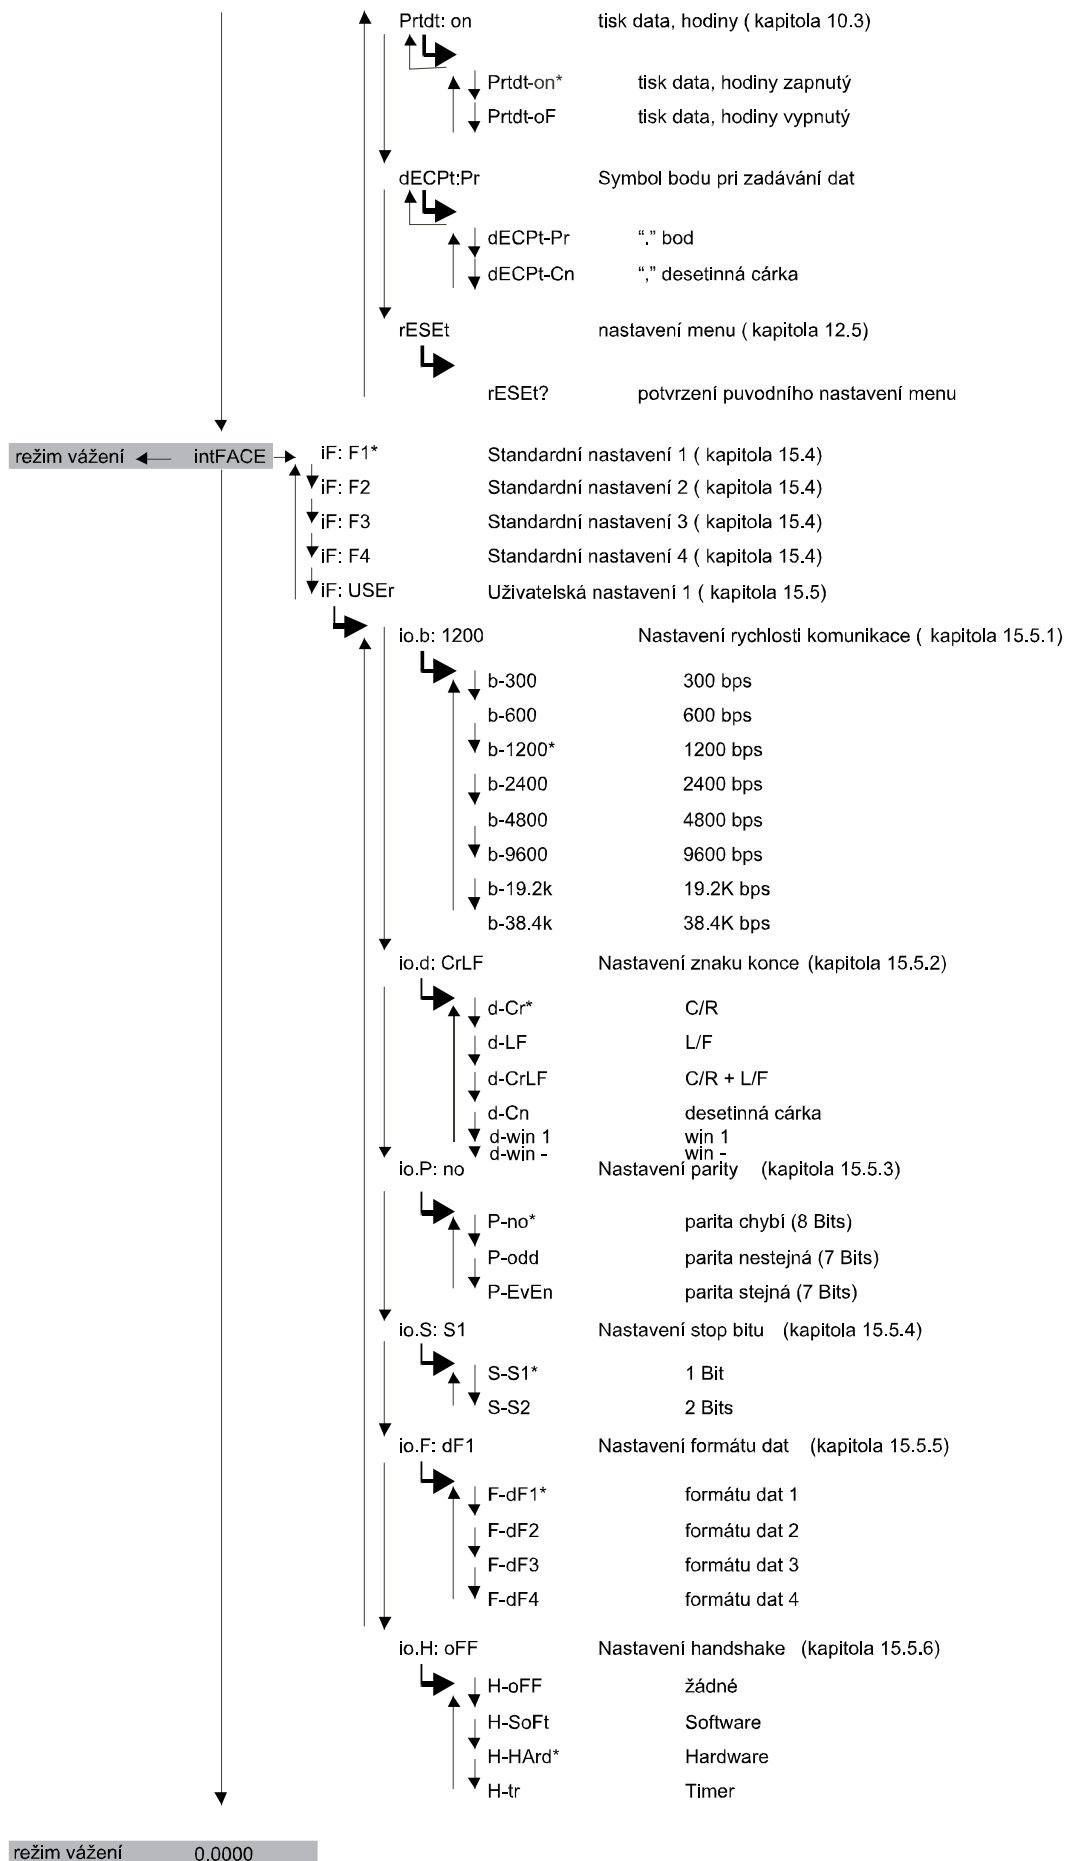 Prtdt: on tisk data, hodiny ( kapitola 10.3)
Prtdt-on* tisk data, hodiny zapnutý
Prtdt-oF tisk data, hodiny vypnutý
dECPt:Pr Symbol bodu pri zadávání dat
dECPt-Pr “.” bod
dECPt-Cn “,” desetinná cárka
rESEt nastavení menu ( kapitola 12.5)
rESEt? potvrzení puvodního nastavení menu
režim vážení intFACE iF: F1* Standardní nastavení 1 ( kapitola 15.4)
iF: F2 Standardní nastavení 2 ( kapitola 15.4)
iF: F3 Standardní nastavení 3 ( kapitola 15.4)
iF: F4 Standardní nastavení 4 ( kapitola 15.4)
iF: USEr Uživatelská nastavení 1 ( kapitola 15.5)
io.b: 1200 Nastavení rychlosti komunikace ( kapitola 15.5.1)
b-300 300 bps
b-600 600 bps
b-1200* 1200 bps
b-2400 2400 bps
b-4800 4800 bps
b-9600 9600 bps
b-19.2k 19.2K bps
b-38.4k 38.4K bps
io.d: CrLF Nastavení znaku konce (kapitola 15.5.2)
d-Cr* C/R
d-LF L/F
d-CrLF C/R + L/F
d-Cn desetinná cárka
d-win 1 win 1
d-win - win -
io.P: no Nastavení parity (kapitola 15.5.3)
P-no* parita chybí (8 Bits)
P-odd parita nestejná (7 Bits)
P-EvEn parita stejná (7 Bits)
io.S: S1 Nastavení stop bitu (kapitola 15.5.4)
S-S1* 1 Bit
S-S2 2 Bits
io.F: dF1 Nastavení formátu dat (kapitola 15.5.5)
F-dF1* formátu dat 1
F-dF2 formátu dat 2
F-dF3 formátu dat 3
F-dF4 formátu dat 4
io.H: oFF Nastavení handshake (kapitola 15.5.6)
H-oFF žádné
H-SoFt Software
H-HArd* Hardware
H-tr Timer
režim vážení 0.0000